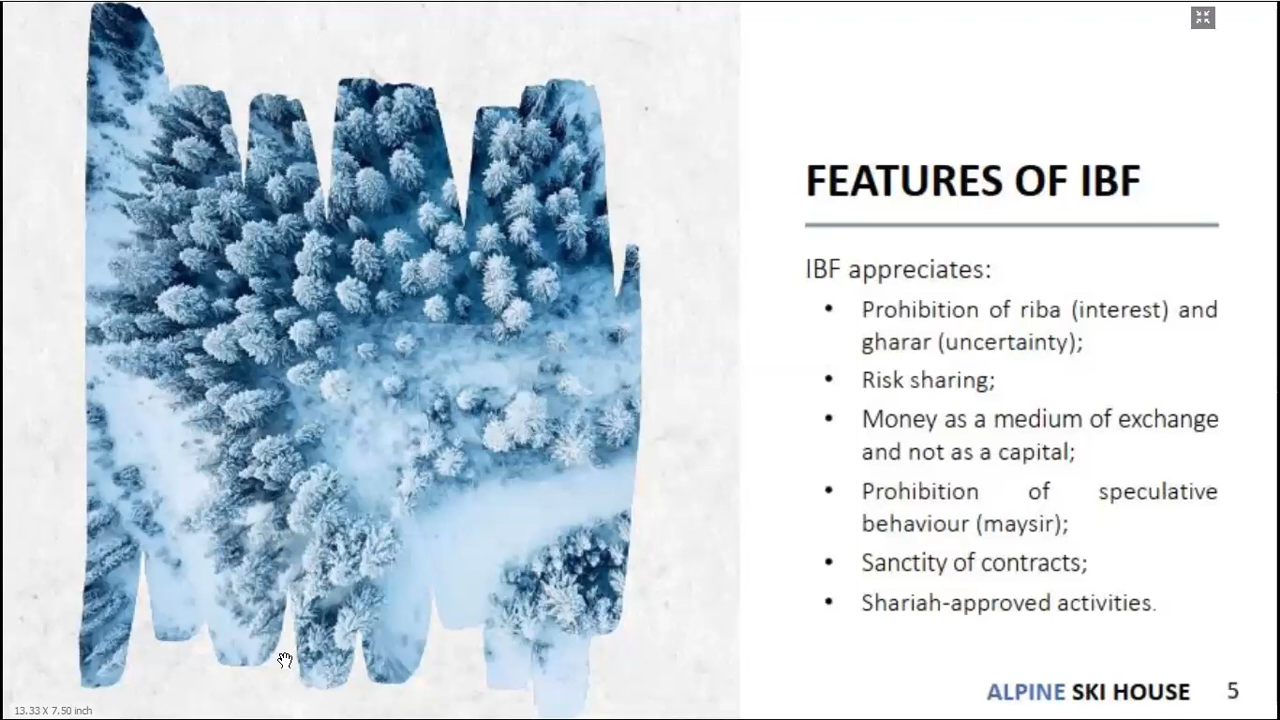 FEATURES OF IBF
IBF appreciates:
• Prohibition of riba (interest) and
gharar (uncertainty);
• Risk sharing;
• Money as a medium of exchange
and not as a capital;
• Prohibition of speculative
behaviour (maysir);
• Sanctity of contracts;
• Shariah-approved activities.
ALPINE SKI HOUSE 5
13.33 X 7.50 inch